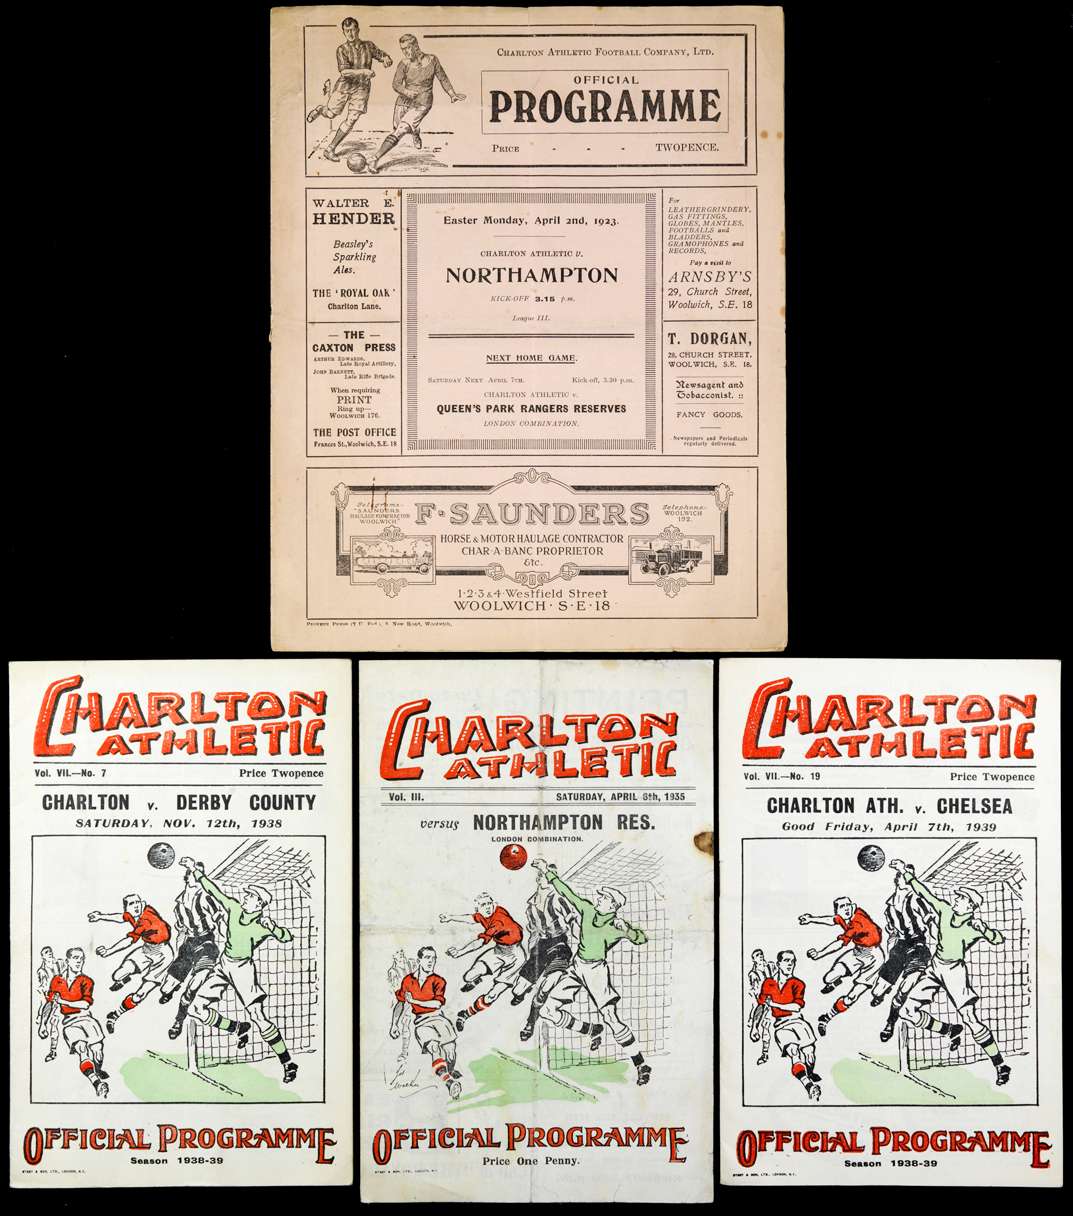 CHARLTON ATHLETIC FOOTBALL COMPANY, LTD.
OFFICIAL
PROGRAMME
PRICE - - - TWOPENCE.
WALTER E.
HENDER
Beasley's
Sparkling
Ales.
THE 'ROYAL OAK'
Charlton Lane.
— THE —
CAXTON PRESS
ARTHUR EDWARDS,
Late Royal Artillery,
JOHN BARNETT,
Late Rifle Brigade.
When requiring
PRINT
Ring up—
WOOLWICH 176.
THE POST OFFICE
Frances St., Woolwich, S.E. 18
Easter Monday, April 2nd, 1923.
CHARLTON ATHLETIC v.
NORTHAMPTON
KICK-OFF 3.15 p.m.
League III.
NEXT HOME GAME.
SATURDAY NEXT APRIL 7TH. Kick-off, 3.30 p.m.
CHARLTON ATHLETIC v.
QUEEN'S PARK RANGERS RESERVES
LONDON COMBINATION.
For
LEATHERGRINDERY,
GAS FITTINGS,
GLOBES, MANTLES,
FOOTBALLS and
BLADDERS,
GRAMOPHONES and
RECORDS,
Pay a visit to
ARNSBY'S
29, Church Street,
Woolwich, S.E. 18
T. DORGAN,
28, CHURCH STREET,
WOOLWICH, S.E. 18.
Newsagent and
Tobacconist. ::
FANCY GOODS.
Newspapers and Periodicals
regularly delivered.
Telegrams-
"SAUNDERS
HAULAGE CONTRACTOR
WOOLWICH"
F. SAUNDERS
Telephone:
WOOLWICH
192.
HORSE & MOTOR HAULAGE CONTRACTOR
CHAR-A-BANC PROPRIETOR
Etc.
1·2·3 & 4 Westfield Street
WOOLWICH · S·E·18
New Road, Woolwich.
CHARLTON
ATHLETIC
Vol. VII.—No. 7 Price Twopence
CHARLTON v. DERBY COUNTY
SATURDAY, NOV. 12th, 1938
OFFICIAL PROGRAMME
Season 1938-39
CHARLTON
ATHLETIC
Vol. III. SATURDAY, APRIL 6th, 1935
versus NORTHAMPTON RES.
LONDON COMBINATION.
OFFICIAL PROGRAMME
Price One Penny.
CHARLTON
ATHLETIC
Vol. VII.—No. 19 Price Twopence
CHARLTON ATH. v. CHELSEA
Good Friday, April 7th, 1939
OFFICIAL PROGRAMME
Season 1938-39